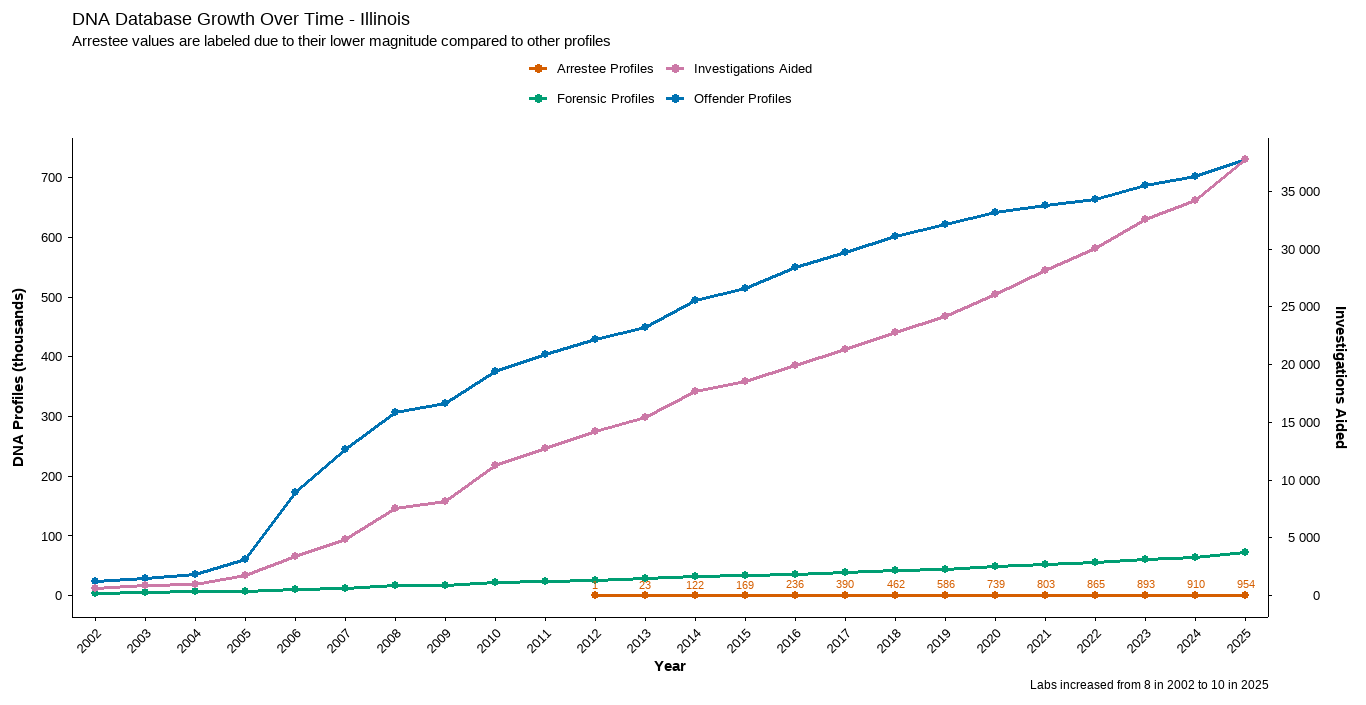 DNA Database Growth Over Time - Illinois
Arrestee values are labeled due to their lower magnitude compared to other profiles
Arrestee Profiles
Investigations Aided
Forensic Profiles
Offender Profiles
DNA Profiles (thousands)
700
600
500
400
300
200
100
0
35 000
30 000
25 000
20 000
15 000
10 000
5 000
0
Investigations Aided
1 23 122 169 236 390 462 586 739 803 865 893 910 954
2002 2003 2004 2005 2006 2007 2008 2009 2010 2011 2012 2013 2014 2015 2016 2017 2018 2019 2020 2021 2022 2023 2024 2025
Year
Labs increased from 8 in 2002 to 10 in 2025